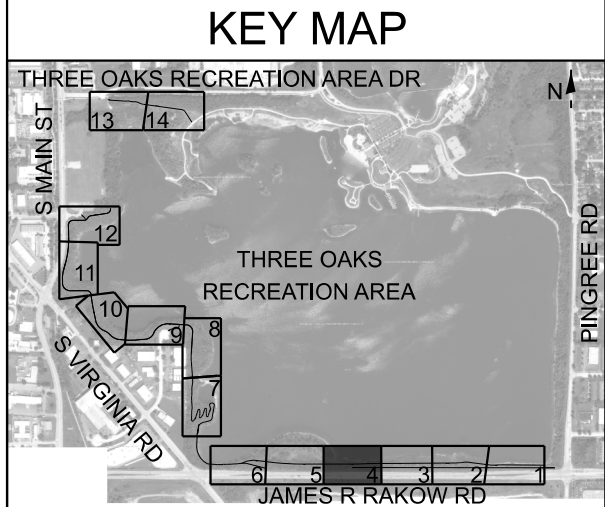 KEY MAP
THREE OAKS RECREATION AREA DR
N
S MAIN ST
13
14
12
11
10
9
8
7
THREE OAKS
RECREATION AREA
PINGREE RD
S VIRGINIA RD
6
5
4
3
2
1
JAMES R RAKOW RD